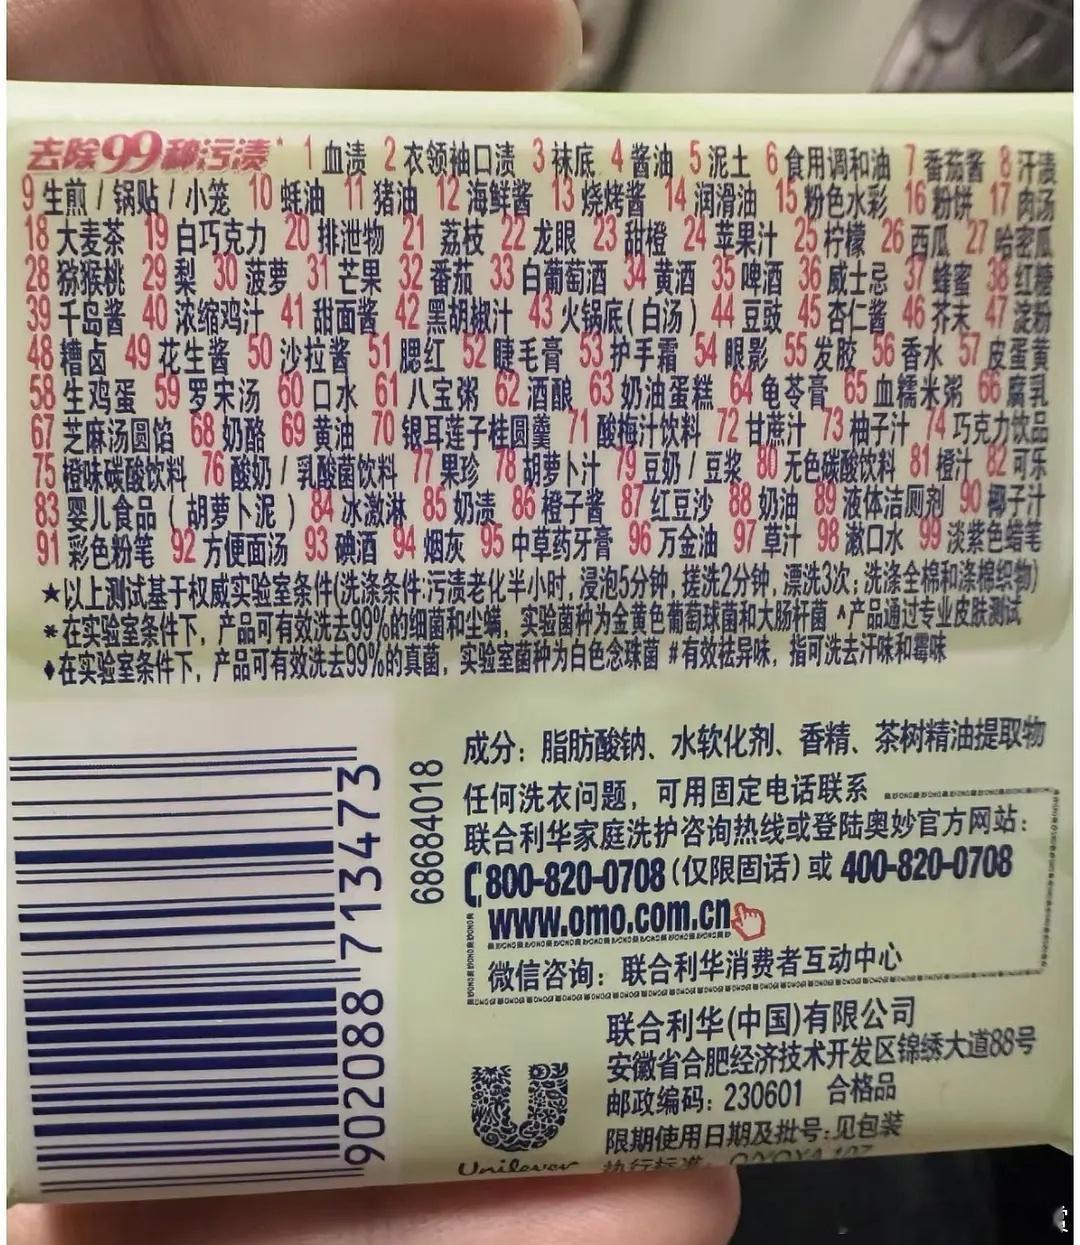 去除99种污渍* 1 血渍 2 衣领袖口渍 3 袜底 4 酱油 5 泥土 6 食用调和油 7 番茄酱 8 汗渍
9 生煎 / 锅贴 / 小笼 10 蚝油 11 猪油 12 海鲜酱 13 烧烤酱 14 润滑油 15 粉色水彩 16 粉饼 17 肉汤
18 大麦茶 19 白巧克力 20 排泄物 21 荔枝 22 龙眼 23 甜橙 24 苹果汁 25 柠檬 26 西瓜 27 哈密瓜
28 猕猴桃 29 梨 30 菠萝 31 芒果 32 番茄 33 白葡萄酒 34 黄酒 35 啤酒 36 威士忌 37 蜂蜜 38 红糖
39 千岛酱 40 浓缩鸡汁 41 甜面酱 42 黑胡椒汁 43 火锅底(白汤) 44 豆豉 45 杏仁酱 46 芥末 47 淀粉
48 糟卤 49 花生酱 50 沙拉酱 51 腮红 52 睫毛膏 53 护手霜 54 眼影 55 发胶 56 香水 57 皮蛋黄
58 生鸡蛋 59 罗宋汤 60 口水 61 八宝粥 62 酒酿 63 奶油蛋糕 64 龟苓膏 65 血糯米粥 66 腐乳
67 芝麻汤圆馅 68 奶酪 69 黄油 70 银耳莲子桂圆羹 71 酸梅汁饮料 72 甘蔗汁 73 柚子汁 74 巧克力饮品
75 橙味碳酸饮料 76 酸奶 / 乳酸菌饮料 77 果珍 78 胡萝卜汁 79 豆奶 / 豆浆 80 无色碳酸饮料 81 橙汁 82 可乐
83 婴儿食品 ( 胡萝卜泥 ) 84 冰激淋 85 奶渍 86 橙子酱 87 红豆沙 88 奶油 89 液体洁厕剂 90 椰子汁
91 彩色粉笔 92 方便面汤 93 碘酒 94 烟灰 95 中草药牙膏 96 万金油 97 草汁 98 漱口水 99 淡紫色蜡笔
★以上测试基于权威实验室条件(洗涤条件:污渍老化半小时, 浸泡5分钟, 搓洗2分钟, 漂洗3次; 洗涤全棉和涤棉织物)
*在实验室条件下, 产品可有效洗去99%的细菌和尘螨, 实验菌种为金黄色葡萄球菌和大肠杆菌 ^产品通过专业皮肤测试
♦在实验室条件下, 产品可有效洗去99%的真菌, 实验室菌种为白色念珠菌 #有效祛异味, 指可洗去汗味和霉味
成分: 脂肪酸钠、水软化剂、香精、茶树精油提取物
任何洗衣问题, 可用固定电话联系
联合利华家庭洗护咨询热线或登陆奥妙官方网站:
800-820-0708 (仅限固话) 或 400-820-0708
www.omo.com.cn
微信咨询: 联合利华消费者互动中心
联合利华(中国)有限公司
安徽省合肥经济技术开发区锦绣大道88号
邮政编码: 230601 合格品
限期使用日期及批号:见包装
执行标准:
Unilever
68684018
902088 713473